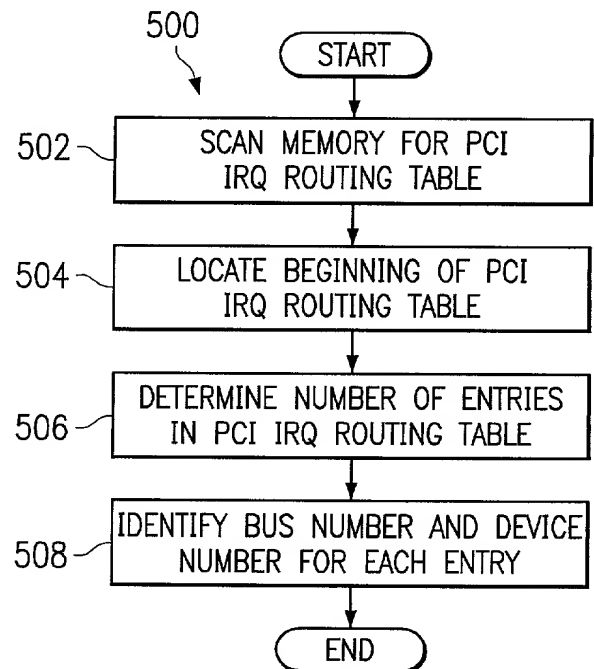 500
START
502
SCAN MEMORY FOR PCI
IRQ ROUTING TABLE
504
LOCATE BEGINNING OF PCI
IRQ ROUTING TABLE
506
DETERMINE NUMBER OF ENTRIES
IN PCI IRQ ROUTING TABLE
508
IDENTIFY BUS NUMBER AND DEVICE
NUMBER FOR EACH ENTRY
END